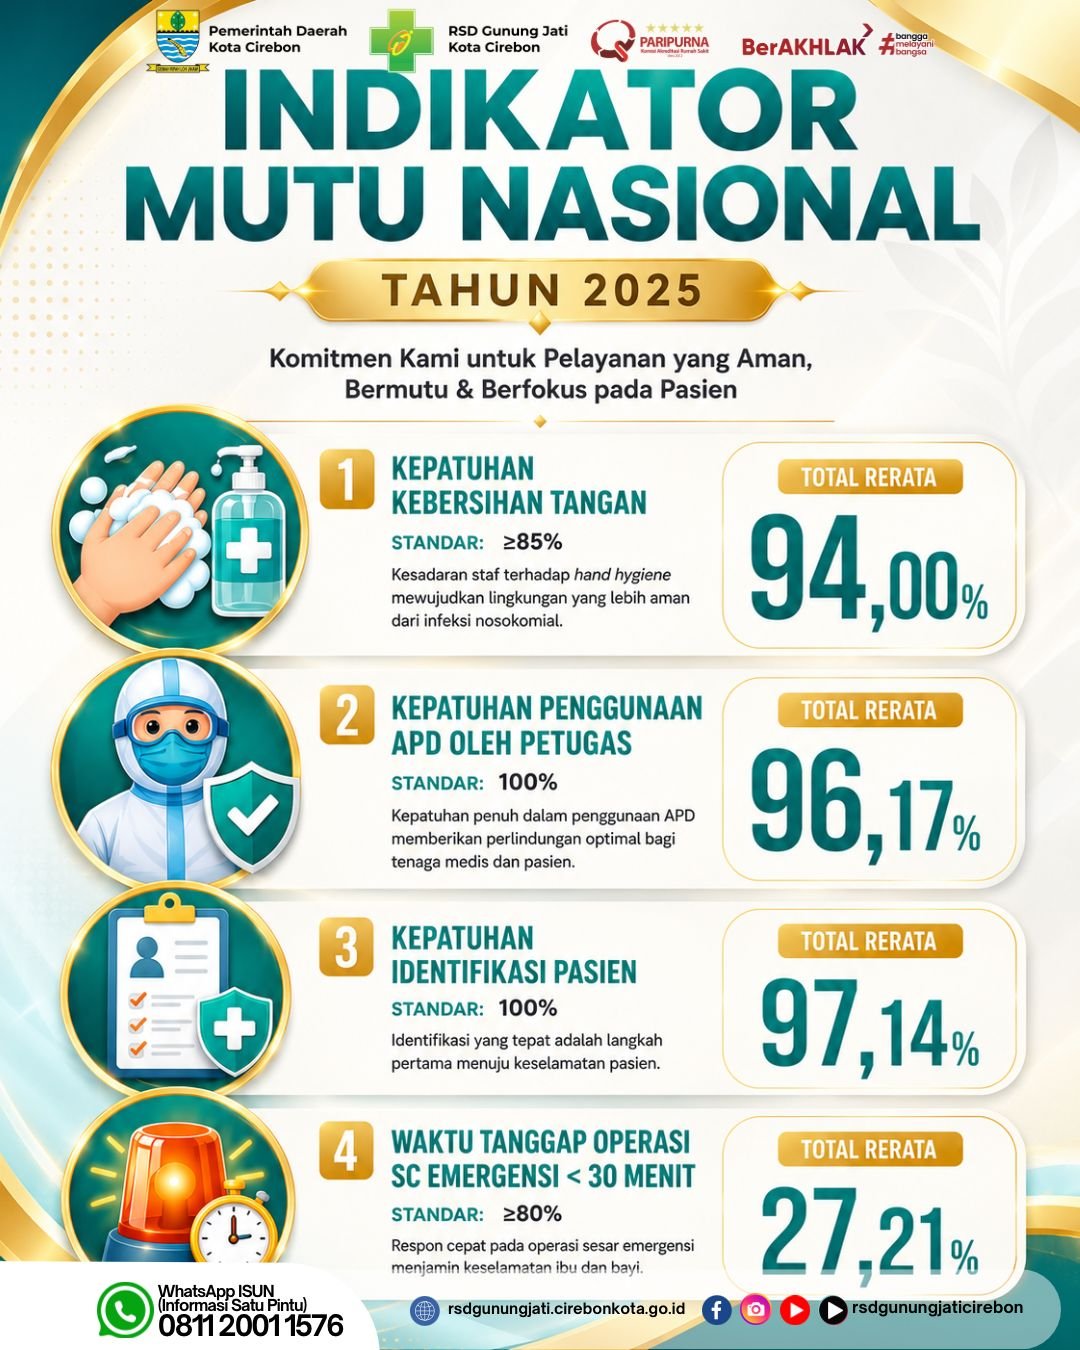 Pemerintah Daerah
Kota Cirebon
RSD Gunung Jati
Kota Cirebon
PARIPURNA
BerAKHLAK
#bangga
melayani
bangsa
INDIKATOR
MUTU NASIONAL
TAHUN 2025
Komitmen Kami untuk Pelayanan yang Aman,
Bermutu & Berfokus pada Pasien
1
KEPATUHAN
KEBERSIHAN TANGAN
STANDAR: ≥85%
Kesadaran staf terhadap hand hygiene
mewujudkan lingkungan yang lebih aman
dari infeksi nosokomial.
TOTAL RERATA
94,00%
2
KEPATUHAN PENGGUNAAN
APD OLEH PETUGAS
STANDAR: 100%
Kepatuhan penuh dalam penggunaan APD
memberikan perlindungan optimal bagi
tenaga medis dan pasien.
TOTAL RERATA
96,17%
3
KEPATUHAN
IDENTIFIKASI PASIEN
STANDAR: 100%
Identifikasi yang tepat adalah langkah
pertama menuju keselamatan pasien.
TOTAL RERATA
97,14%
4
WAKTU TANGGAP OPERASI
SC EMERGENSI < 30 MENIT
STANDAR: ≥80%
Respon cepat pada operasi sesar emergensi
menjamin keselamatan ibu dan bayi.
TOTAL RERATA
27,21%
WhatsApp ISUN
(Informasi Satu Pintu)
0811 2001 1576
rsdgunungjati.cirebonkota.go.id
rsdgunungjaticirebon